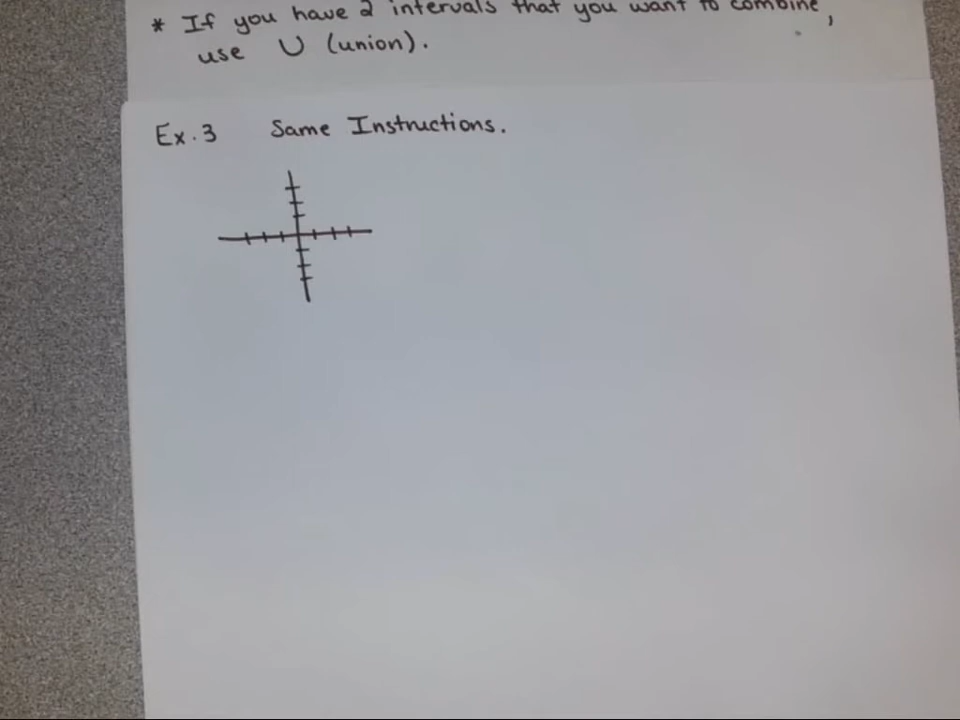 * If you have 2 intervals that you want to combine,
use ∪ (union).
Ex. 3 Same Instructions.